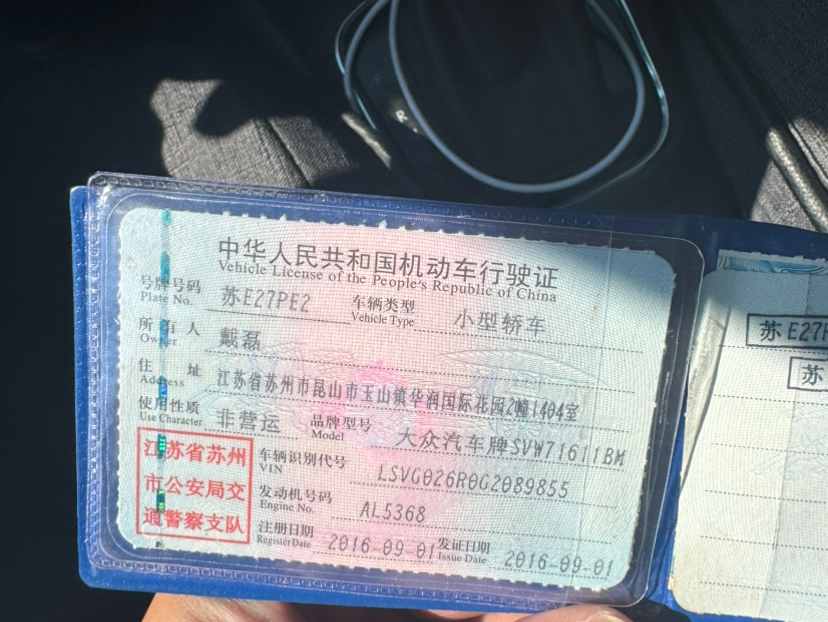 中华人民共和国机动车行驶证
Vehicle License of the People's Republic of China
号牌号码 苏E27PE2 车辆类型 小型轿车
Plate No. Vehicle Type
所有人 戴磊
Owner
住址 江苏省苏州市昆山市玉山镇华润国际花园2幢1404室
Address
使用性质 非营运 品牌型号 大众汽车牌SVW71611BM
Use Character Model
江苏省苏州
市公安局交
通警察支队
车辆识别代号 LSVG026R0G2089855
VIN
发动机号码 AL5368
Engine No.
注册日期 2016-09-01 发证日期 2016-09-01
Register Date Issue Date
苏E27P
苏